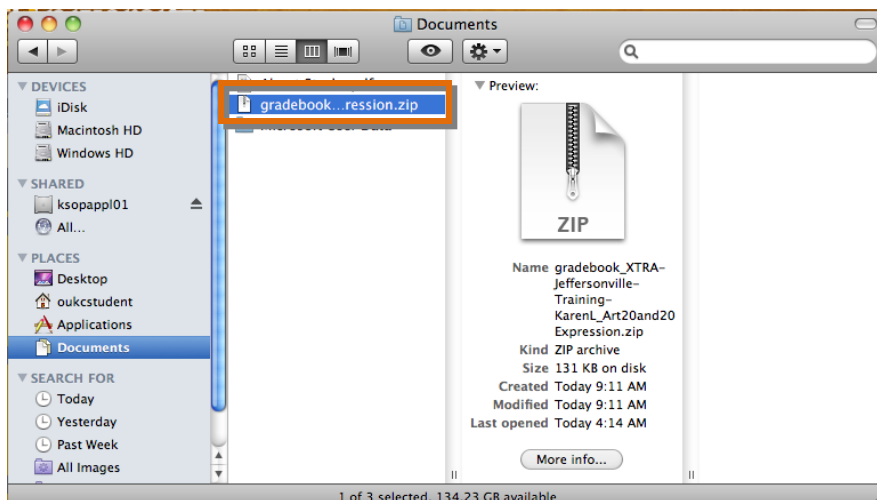 Documents
DEVICES
iDisk
Macintosh HD
Windows HD
SHARED
ksopappl01
All...
PLACES
Desktop
oukcstudent
Applications
Documents
SEARCH FOR
Today
Yesterday
Past Week
All Images
gradebook...ression.zip
Microsoft User Data
Preview:
ZIP
Name gradebook_XTRA-
Jeffersonville-
Training-
KarenL_Art20and20
Expression.zip
Kind ZIP archive
Size 131 KB on disk
Created Today 9:11 AM
Modified Today 9:11 AM
Last opened Today 4:14 AM
More info...
1 of 3 selected, 134.23 GB available